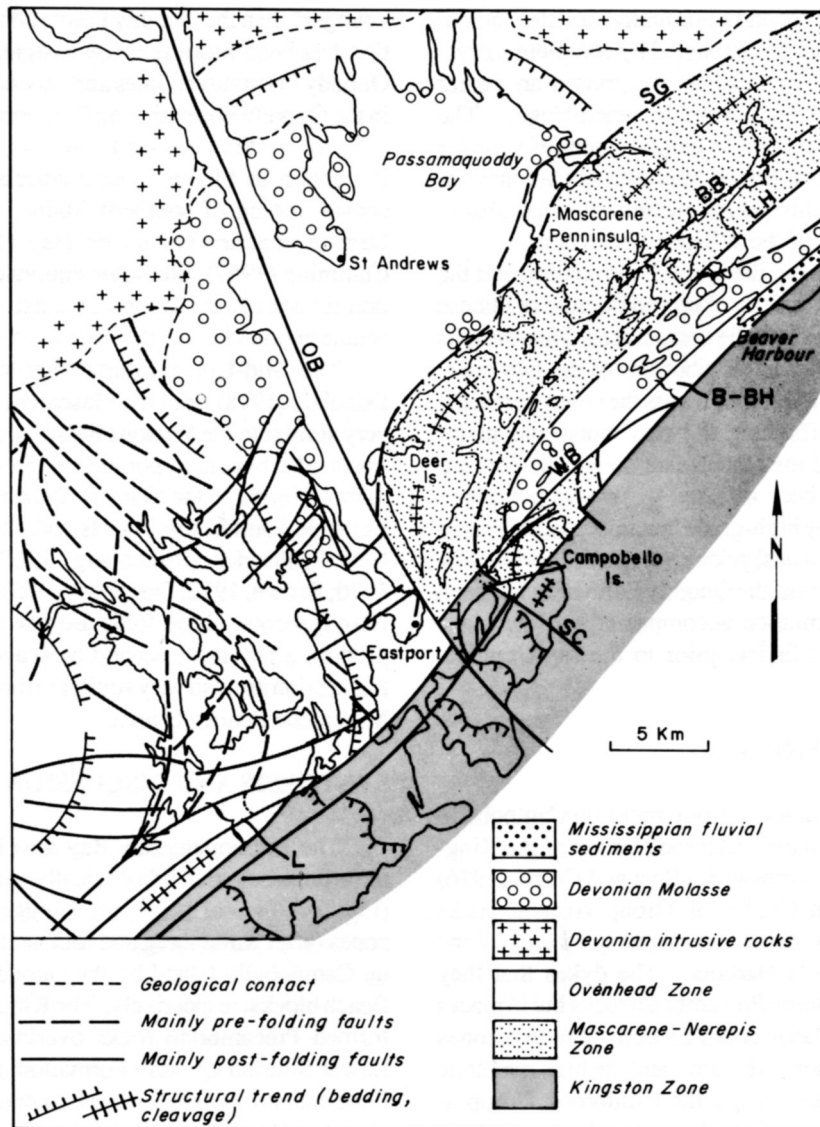 SG
Passamaquoddy
Bay
BB
Mascarene
Penninsula
LH
St Andrews
OB
Beaver
Harbour
B-BH
Deer
Is.
WB
N
Campobello
Is.
SC
Eastport
5 Km
L
Mississippian fluvial
sediments
Devonian Molasse
Devonian intrusive rocks
Ovenhead Zone
Mascarene-Nerepis
Zone
Kingston Zone
Geological contact
Mainly pre-folding faults
Mainly post-folding faults
Structural trend (bedding,
cleavage)